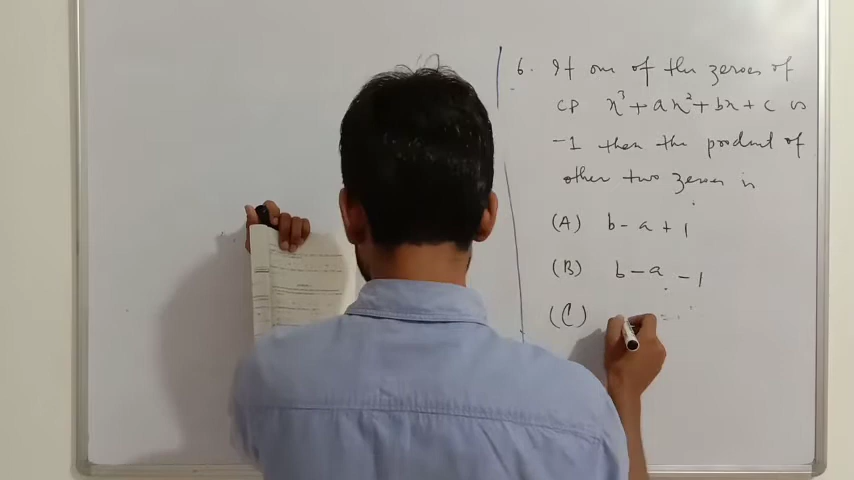 6. If one of the zeroes of
CP x³ + ax² + bx + c is
-1 then the product of
other two zeroes is
(A) b - a + 1
(B) b - a - 1
(C)